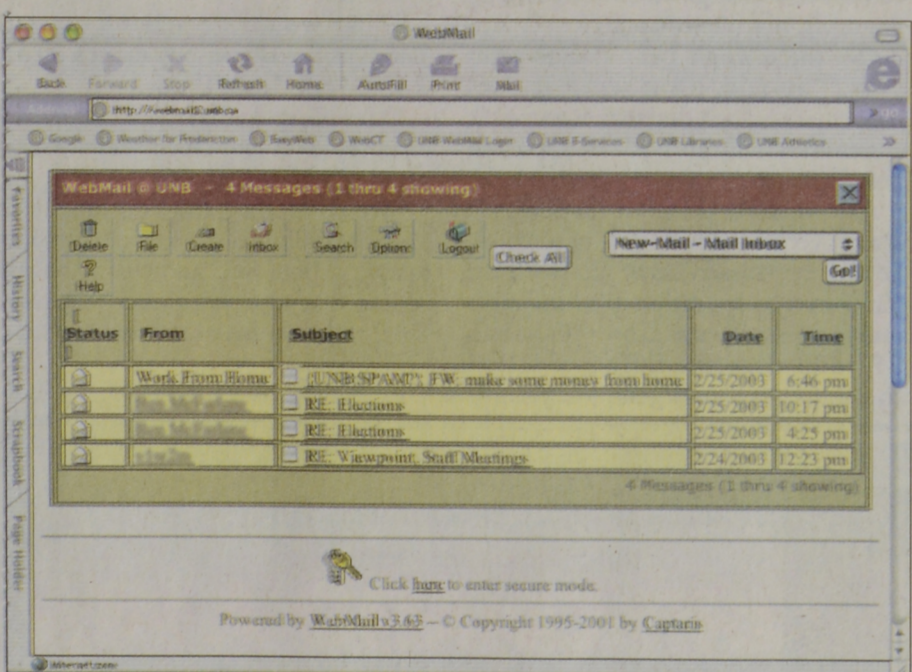 WebMail
Back Forward Stop Refresh Home AutoFill Print Mail
Google Weather for Fredericton EasyWeb WebCT UNB WebMail Login UNB E-Services UNB Libraries UNB Athletics
Favorites
History
Search
Scrapbook
Page Holder
WebMail @ UNB - 4 Messages (1 thru 4 showing)
Delete File Create Inbox Search Options Logout Check All New-Mail - Mail Inbox
Go!
Help
Status From Subject Date Time
Work From Home FW: make some money from home 2/25/2003 6:46 pm
RE: Elections 2/25/2003 10:17 pm
RE: Elections 2/25/2003 4:25 pm
RE: Viewpoint: Staff Meetings 2/24/2003 12:23 pm
4 Messages (1 thru 4 showing)
Click here to enter secure mode.
Powered by WebMail v3.63 - © Copyright 1995-2001 by Captaris
Internet zone